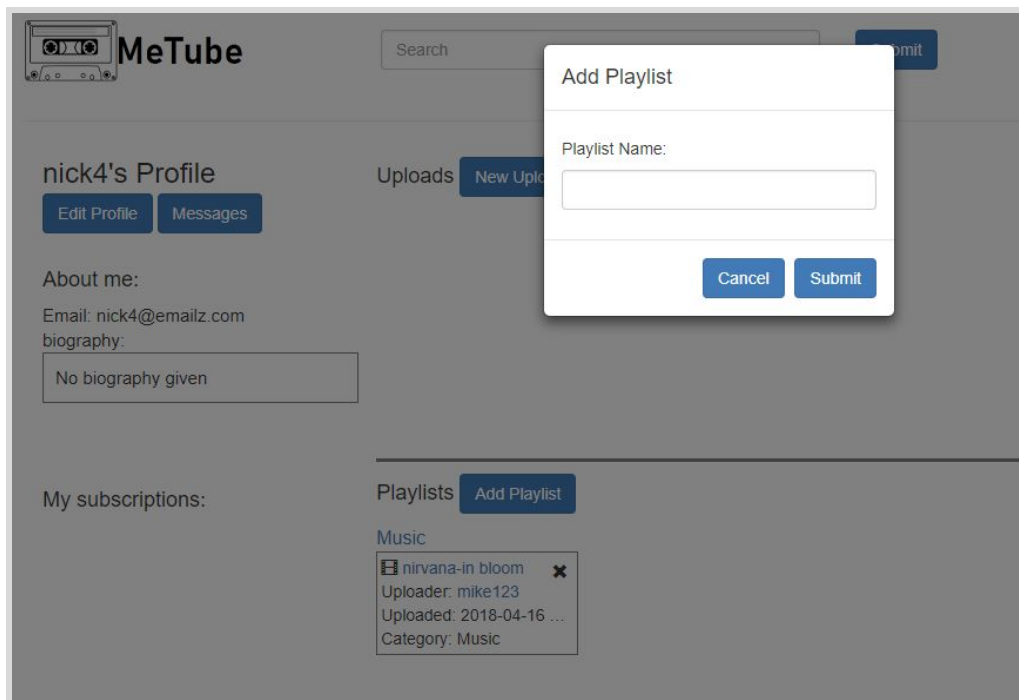 MeTube
Search
Add Playlist
Playlist Name:
Cancel Submit
nick4's Profile
Edit Profile Messages
About me:
Email: nick4@emailz.com
biography:
No biography given
My subscriptions:
Uploads New
Playlists Add Playlist
Music
nirvana-in bloom
Uploader: mike123
Uploaded: 2018-04-16 ...
Category: Music